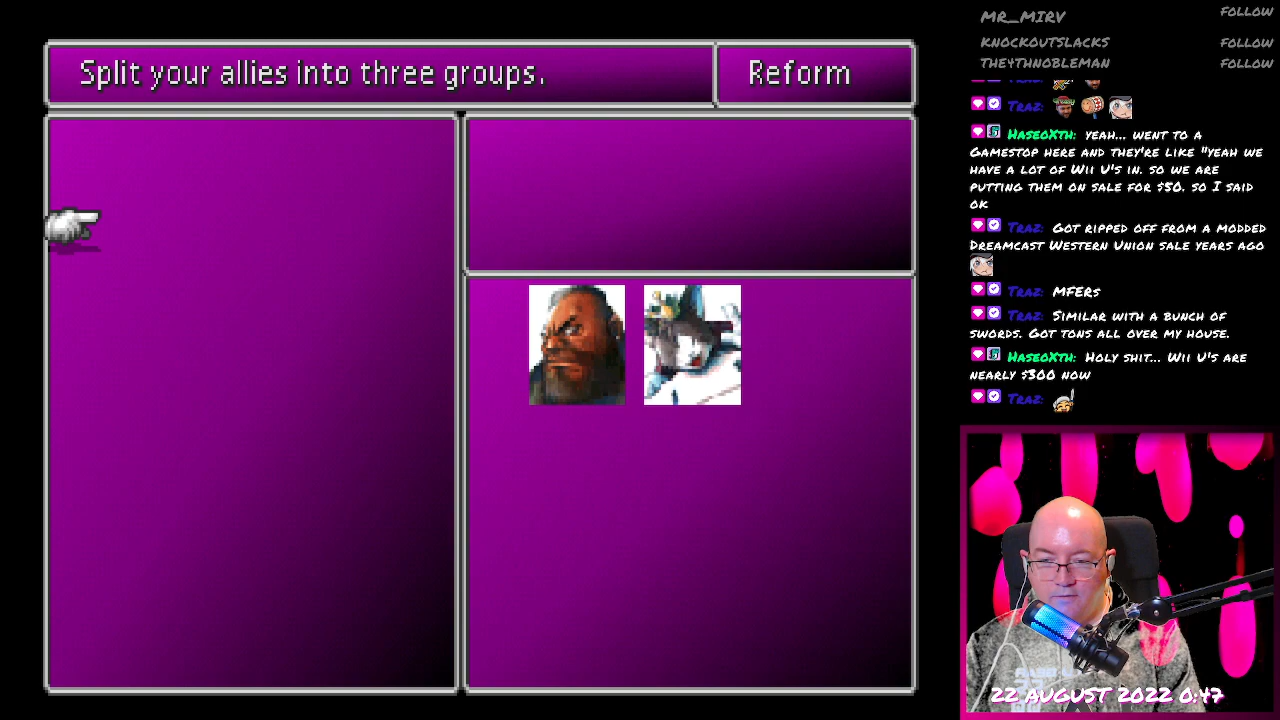 Split your allies into three groups.
Reform
MR_MIRV FOLLOW
KNOCKOUTSLACKS FOLLOW
THE4THNOBLEMAN FOLLOW
TRAZ:
HASEOXTH: YEAH... WENT TO A
GAMESTOP HERE AND THEY'RE LIKE "YEAH WE
HAVE A LOT OF WII U'S IN. SO WE ARE
PUTTING THEM ON SALE FOR $50. SO I SAID
OK
TRAZ: GOT RIPPED OFF FROM A MODDED
DREAMCAST WESTERN UNION SALE YEARS AGO
TRAZ: MFERS
TRAZ: SIMILAR WITH A BUNCH OF
SWORDS. GOT TONS ALL OVER MY HOUSE.
HASEOXTH: HOLY SHIT... WII U'S ARE
NEARLY $300 NOW
TRAZ:
22 AUGUST 2022 0:47